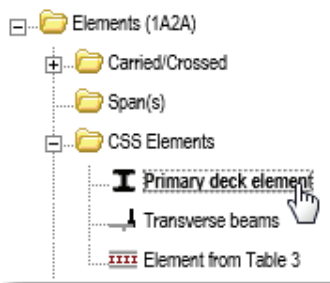 Elements (1A2A)
Carried/Crossed
Span(s)
CSS Elements
Primary deck element
Transverse beams
Element from Table 3